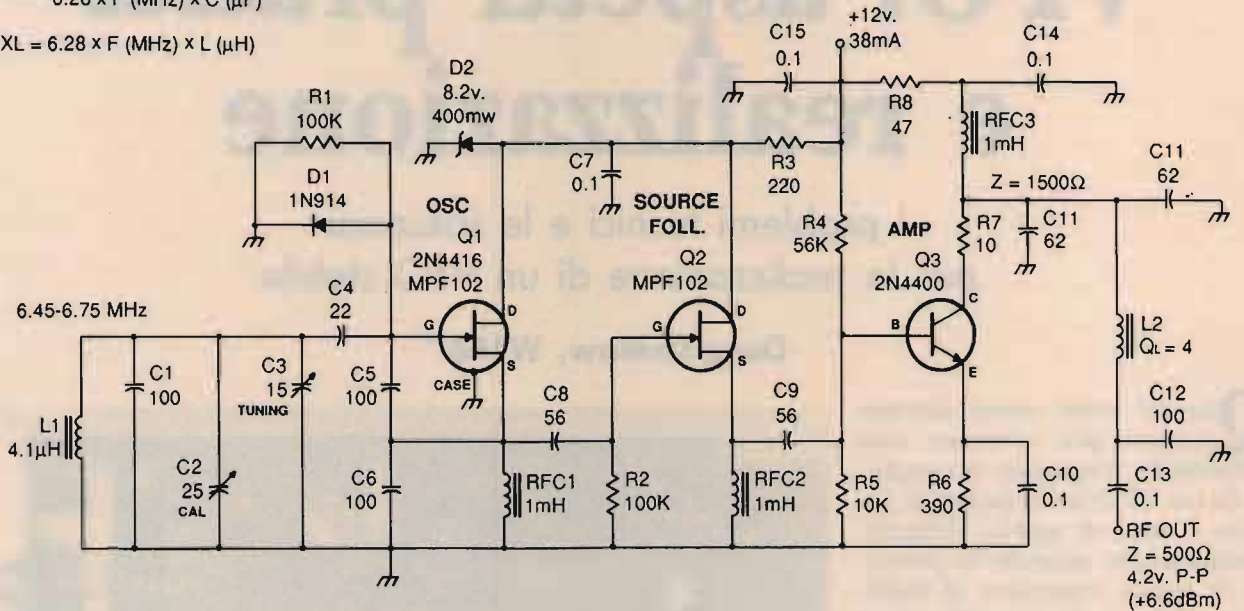 XL = 6.28 x F (MHz) x L (µH)
+12v.
38mA
C15
0.1
C14
0.1
R8
47
D2
8.2v.
400mw
R1
100K
D1
1N914
C7
0.1
R3
220
RFC3
1mH
C11
62
Z = 1500Ω
C11
62
OSC
Q1
2N4416
MPF102
SOURCE
FOLL.
Q2
MPF102
R4
56K
AMP
Q3
2N4400
R7
10
6.45-6.75 MHz
C4
22
G
D
S
CASE
G
D
S
B
C
E
L2
QL = 4
C1
100
C3
15
TUNING
C5
100
C8
56
C9
56
C12
100
L1
4.1µH
C2
25
CAL
C6
100
RFC1
1mH
R2
100K
RFC2
1mH
R5
10K
R6
390
C10
0.1
C13
0.1
RF OUT
Z = 500Ω
4.2v. P-P
(+6.6dBm)